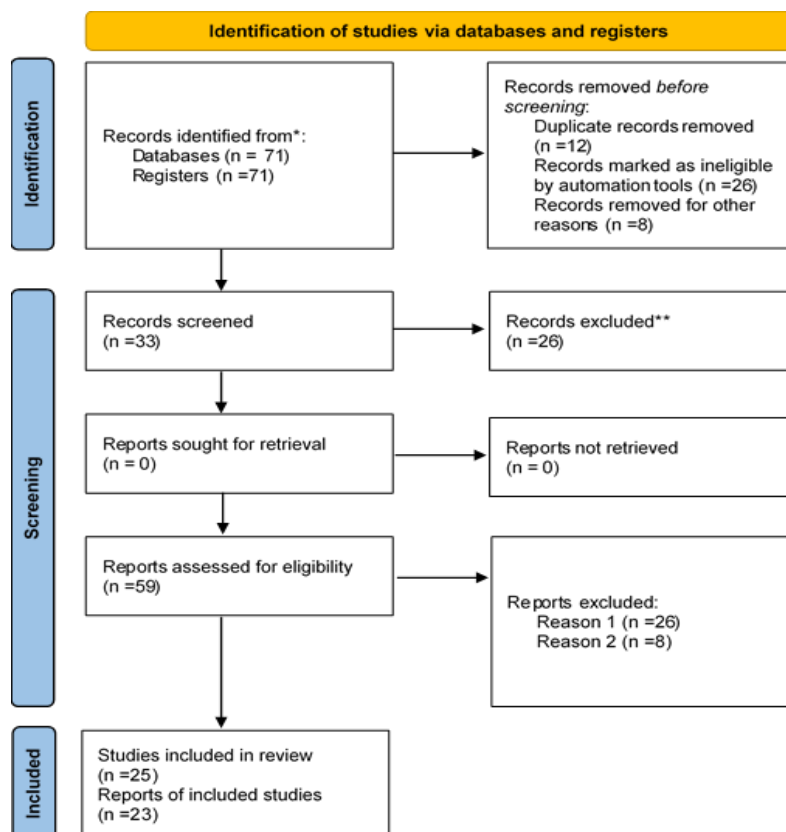 Identification of studies via databases and registers
Identification
Records identified from*:
Databases (n = 71)
Registers (n =71)
Records removed before
screening:
Duplicate records removed
(n =12)
Records marked as ineligible
by automation tools (n =26)
Records removed for other
reasons (n =8)
Screening
Records screened
(n =33)
Records excluded**
(n =26)
Reports sought for retrieval
(n = 0)
Reports not retrieved
(n = 0)
Reports assessed for eligibility
(n =59)
Reports excluded:
Reason 1 (n =26)
Reason 2 (n =8)
Included
Studies included in review
(n =25)
Reports of included studies
(n =23)